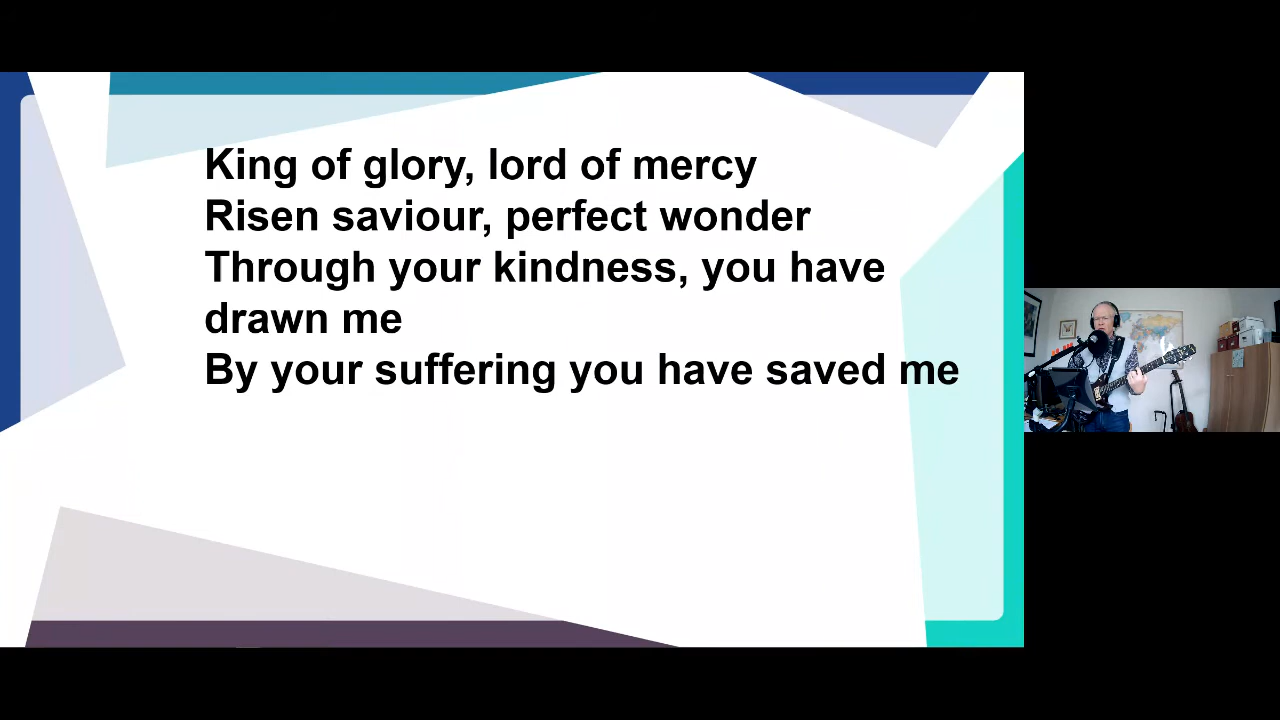 King of glory, lord of mercy
Risen saviour, perfect wonder
Through your kindness, you have
drawn me
By your suffering you have saved me